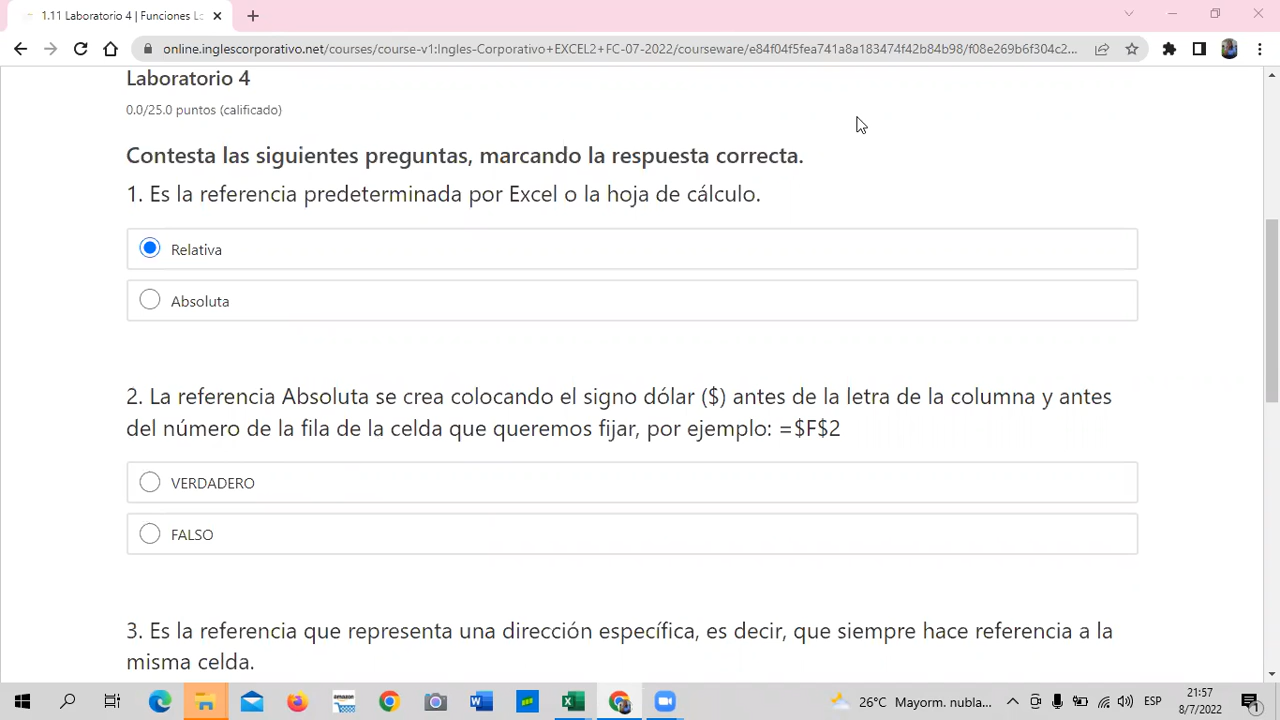 1.11 Laboratorio 4 | Funciones Lo
online.inglescorporativo.net/courses/course-v1:Ingles-Corporativo+EXCEL2+FC-07-2022/courseware/e84f04f5fea741a8a183474f42b84b98/f08e269b6f304c2...
Laboratorio 4
0.0/25.0 puntos (calificado)
Contesta las siguientes preguntas, marcando la respuesta correcta.
1. Es la referencia predeterminada por Excel o la hoja de cálculo.
Relativa
Absoluta
2. La referencia Absoluta se crea colocando el signo dólar ($) antes de la letra de la columna y antes
del número de la fila de la celda que queremos fijar, por ejemplo: =$F$2
VERDADERO
FALSO
3. Es la referencia que representa una dirección específica, es decir, que siempre hace referencia a la
misma celda.
26°C Mayorm. nubla...
ESP
21:57
8/7/2022